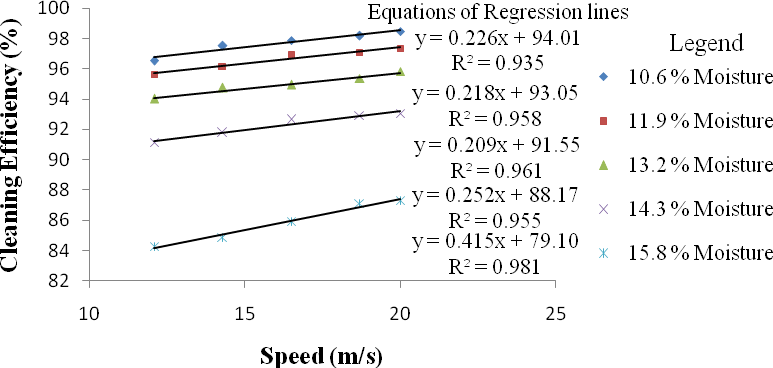 Equations of Regression lines
y = 0.226x + 94.01
R² = 0.935
y = 0.218x + 93.05
R² = 0.958
y = 0.209x + 91.55
R² = 0.961
y = 0.252x + 88.17
R² = 0.955
y = 0.415x + 79.10
R² = 0.981
Legend
10.6 % Moisture
11.9 % Moisture
13.2 % Moisture
14.3 % Moisture
15.8 % Moisture
Cleaning Efficiency (%)
100
98
96
94
92
90
88
86
84
82
10
15
20
25
Speed (m/s)